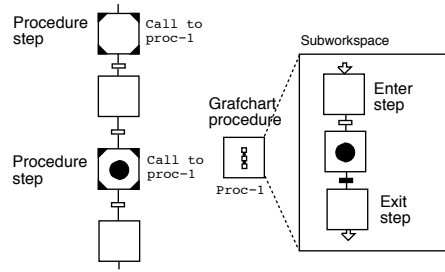 Procedure
step
Call to
proc-1
Subworkspace
Grafchart
procedure
Enter
step
Procedure
step
Call to
proc-1
Proc-1
Exit
step